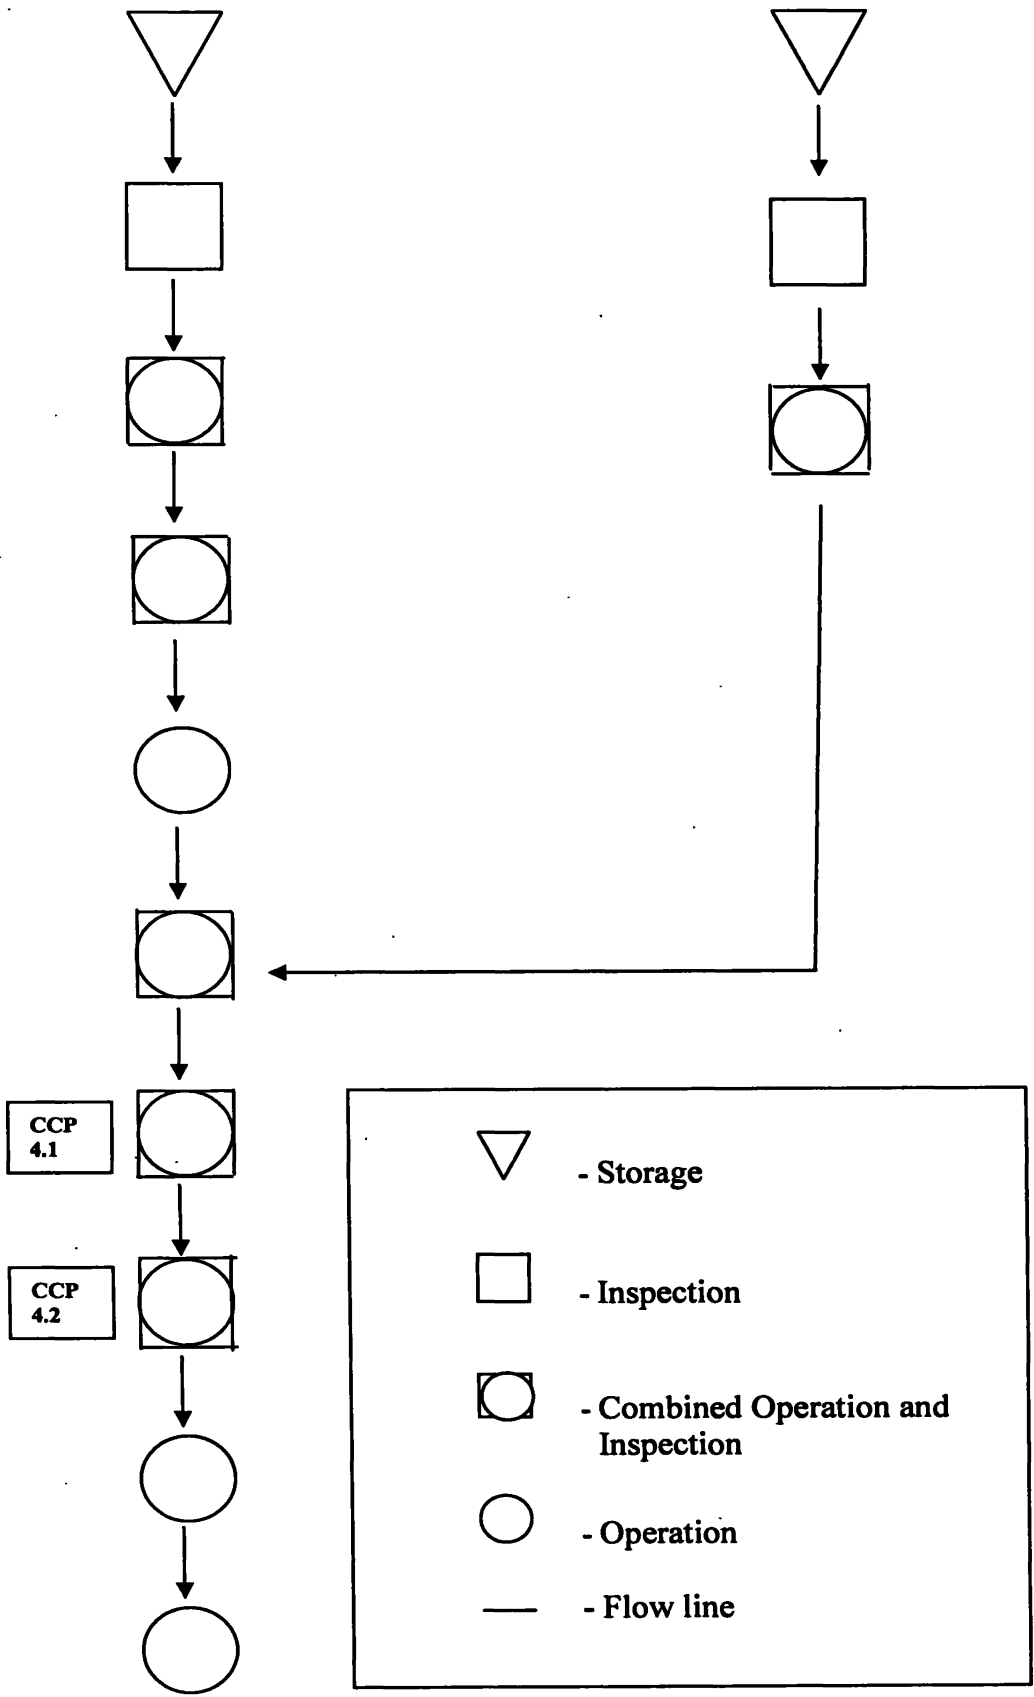 CCP
4.1
CCP
4.2
- Storage
- Inspection
- Combined Operation and
Inspection
- Operation
- Flow line